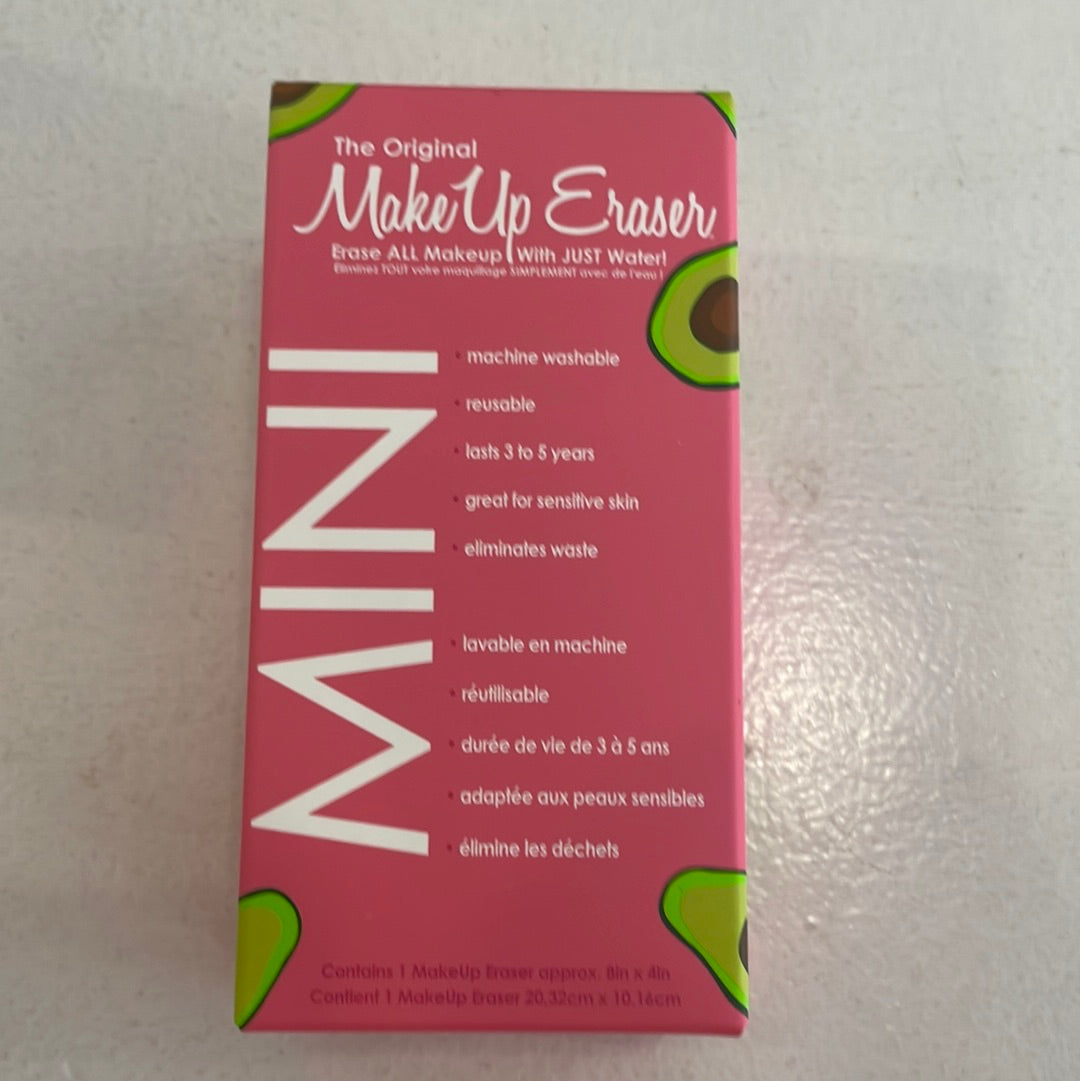 The Original
MakeUp Eraser
Erase ALL Makeup With JUST Water!
Éliminez TOUT votre maquillage SIMPLEMENT avec de l'eau !
MINI
• machine washable
• reusable
• lasts 3 to 5 years
• great for sensitive skin
• eliminates waste
• lavable en machine
• réutilisable
• durée de vie de 3 à 5 ans
• adaptée aux peaux sensibles
• élimine les déchets
Contains 1 MakeUp Eraser approx. 8in x 4in
Contient 1 MakeUp Eraser 20,32cm x 10,16cm